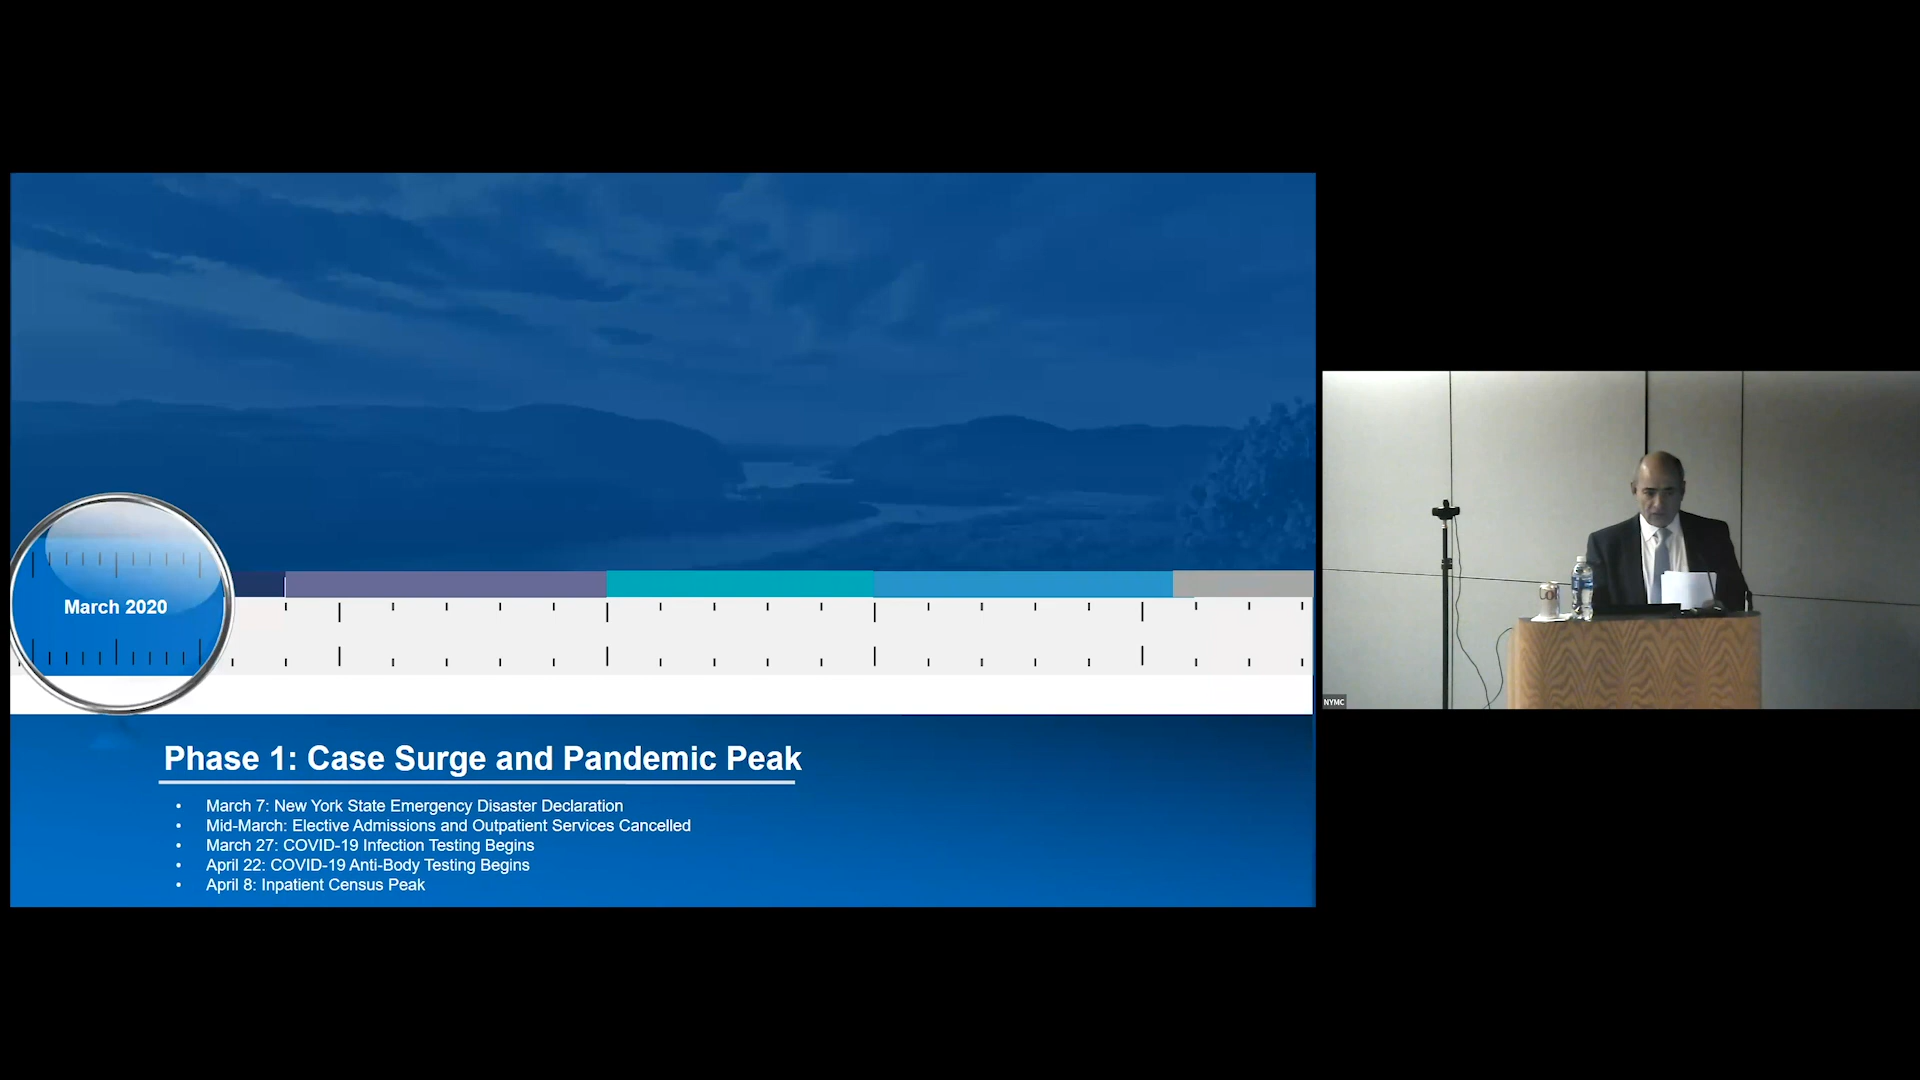 March 2020
Phase 1: Case Surge and Pandemic Peak
• March 7: New York State Emergency Disaster Declaration
• Mid-March: Elective Admissions and Outpatient Services Cancelled
• March 27: COVID-19 Infection Testing Begins
• April 22: COVID-19 Anti-Body Testing Begins
• April 8: Inpatient Census Peak
NYMC